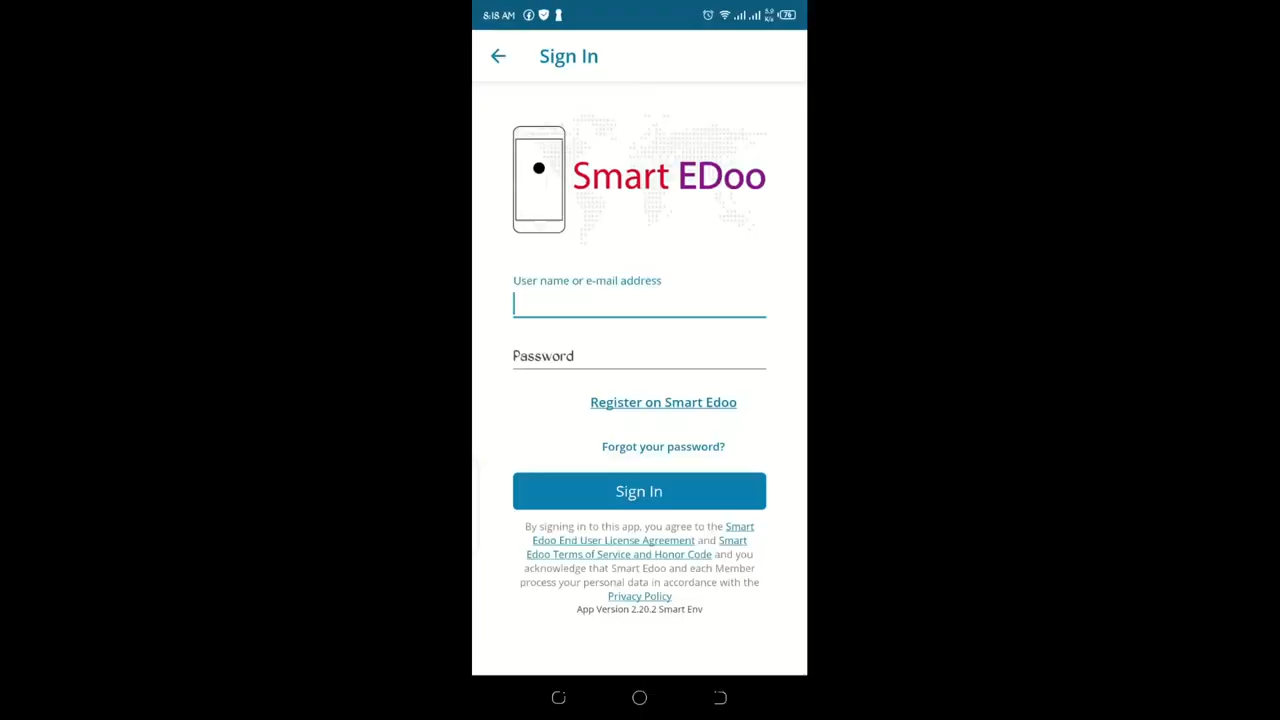 8:18 AM 5.0 K/s 76
Sign In
Smart EDoo
User name or e-mail address
Password
Register on Smart Edoo
Forgot your password?
Sign In
By signing in to this app, you agree to the Smart
Edoo End User License Agreement and Smart
Edoo Terms of Service and Honor Code and you
acknowledge that Smart Edoo and each Member
process your personal data in accordance with the
Privacy Policy
App Version 2.20.2 Smart Env